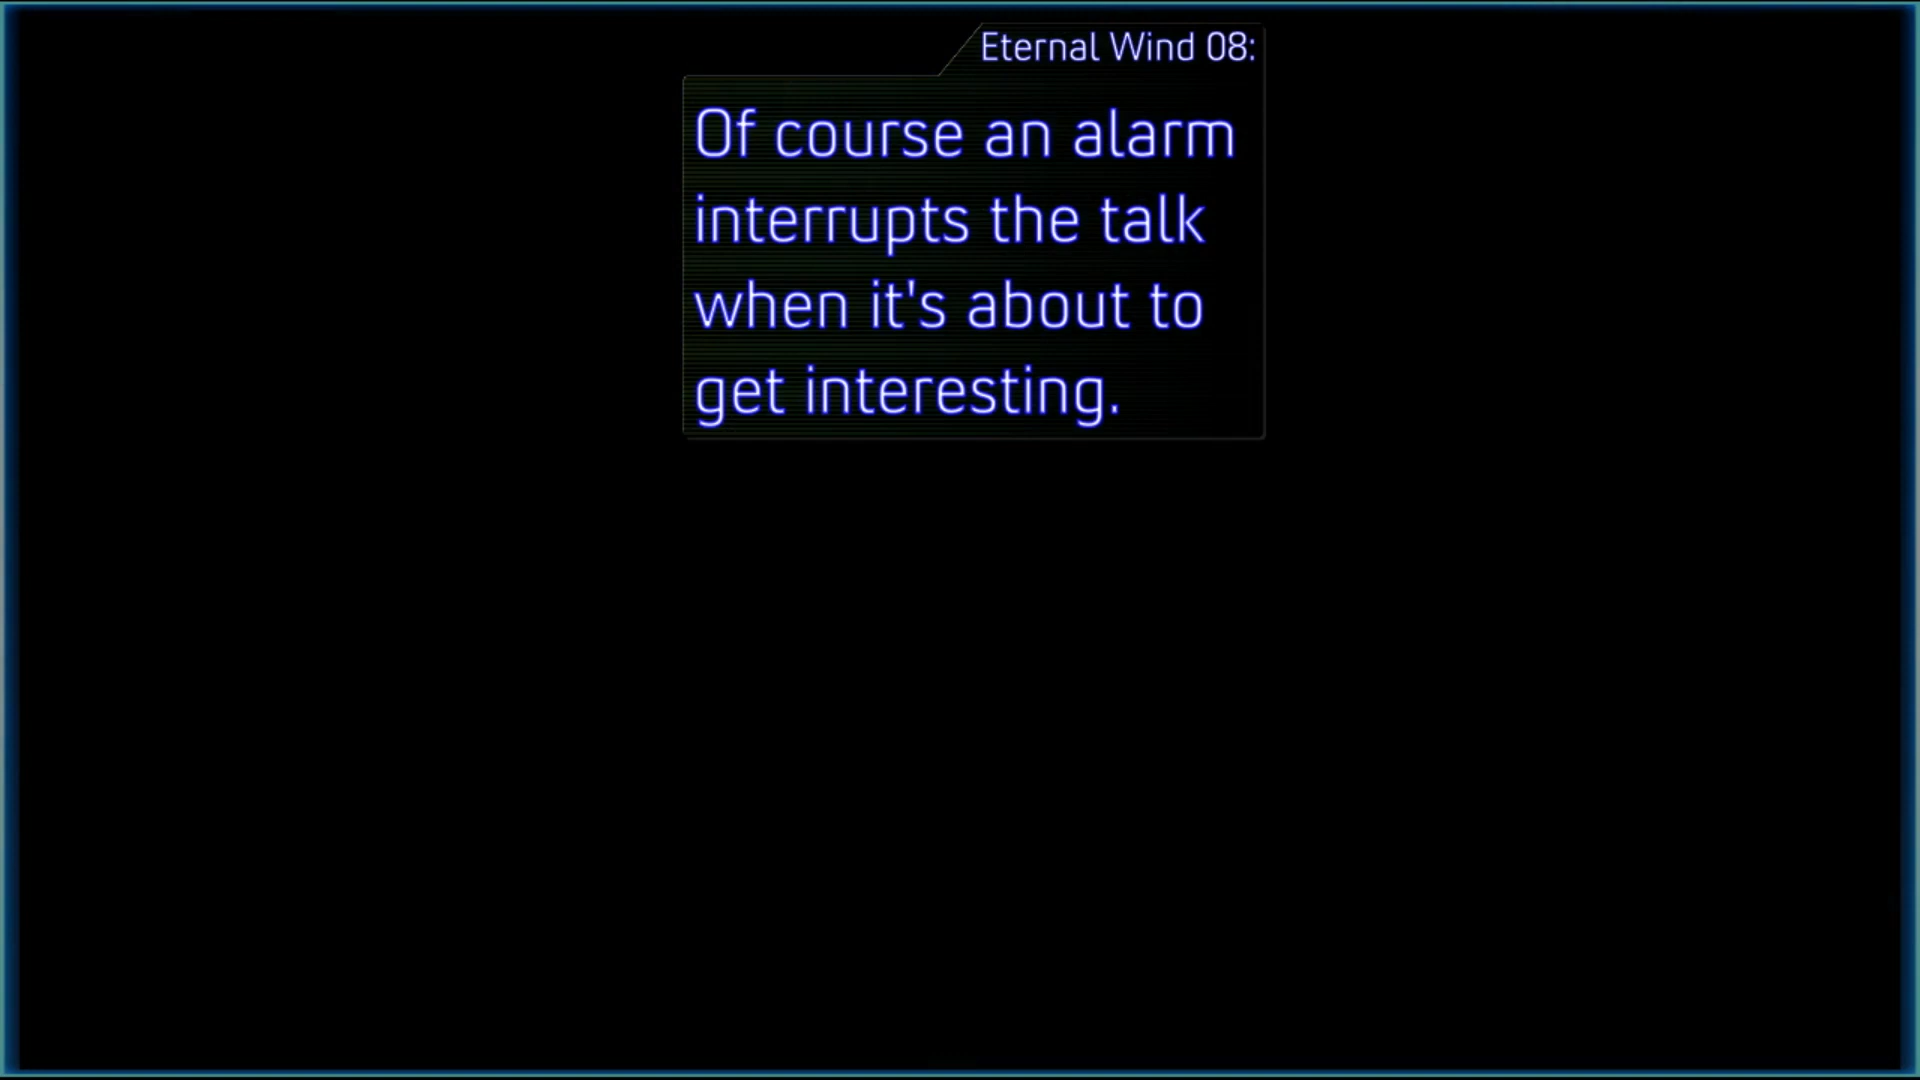 Eternal Wind 08:
Of course an alarm
interrupts the talk
when it's about to
get interesting.